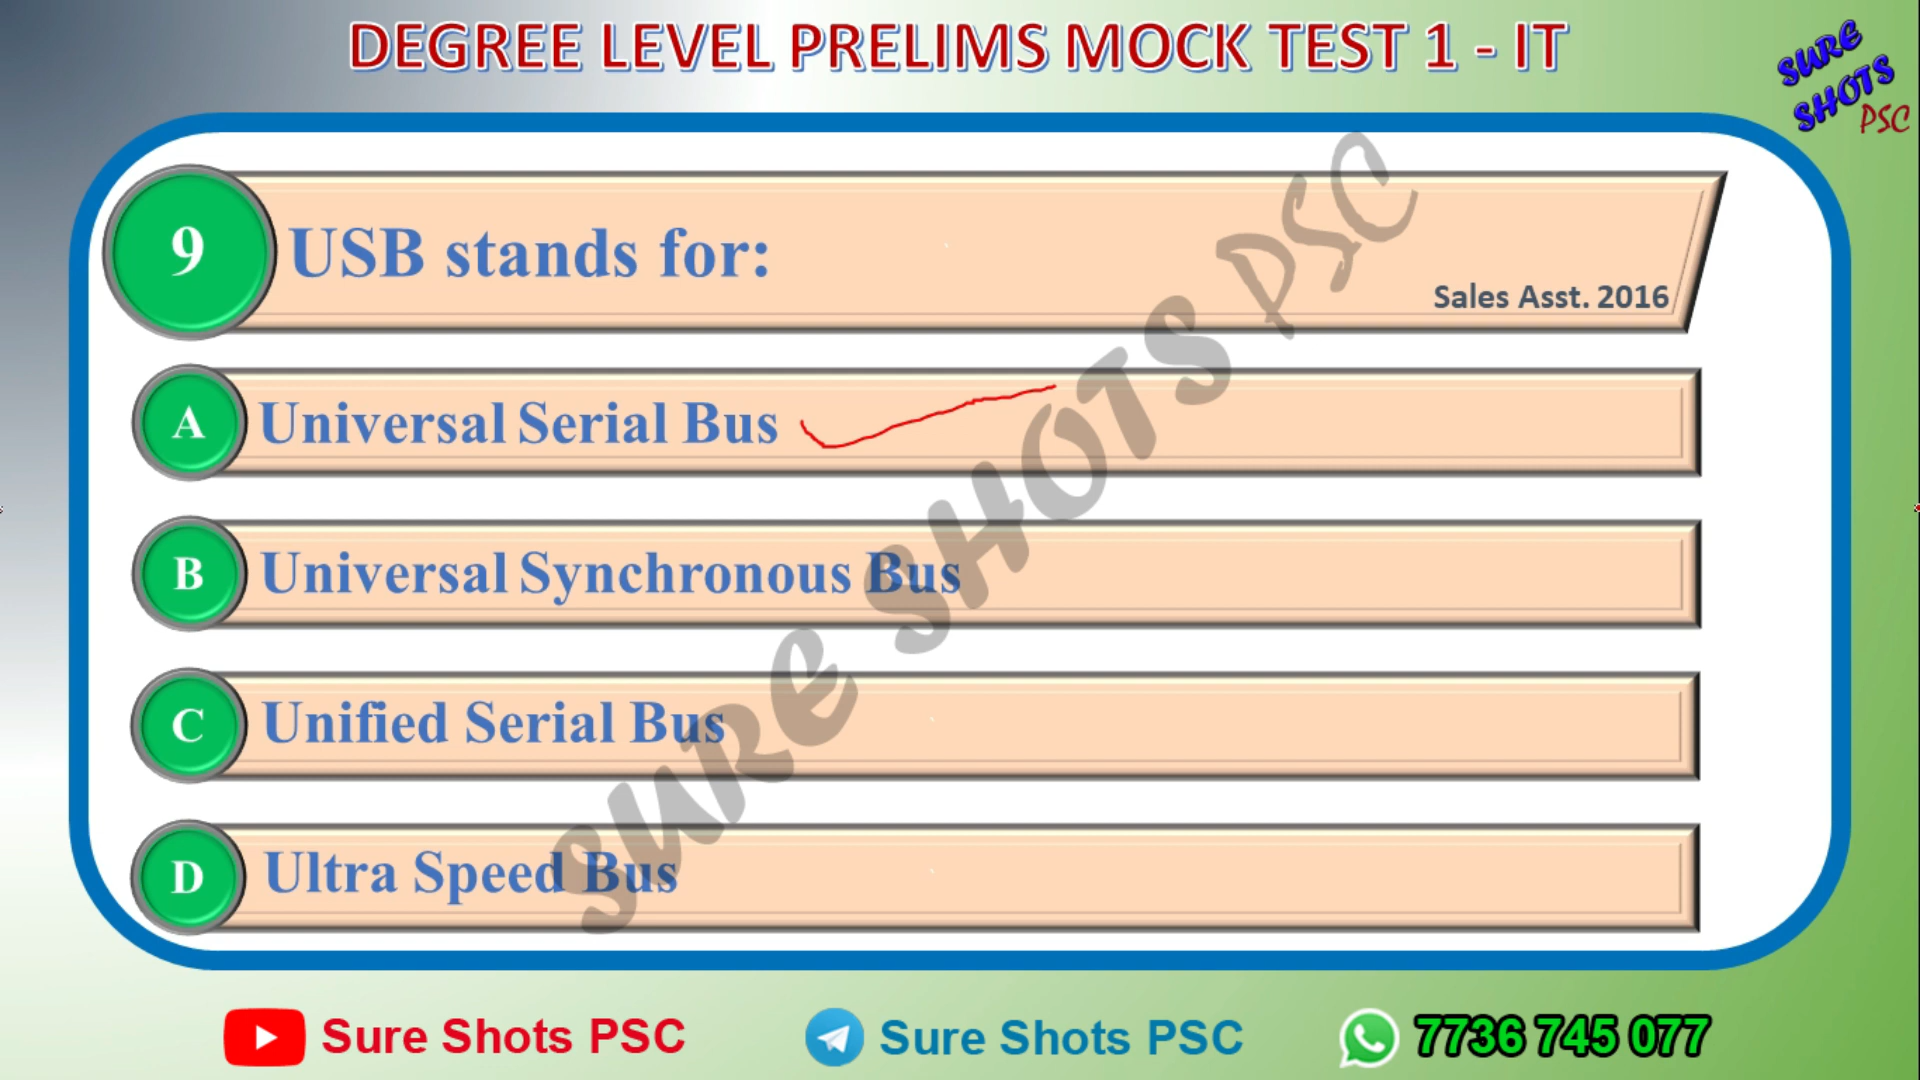 DEGREE LEVEL PRELIMS MOCK TEST 1 - IT
SURE
SHOTS
PSC
9
USB stands for:
Sales Asst. 2016
A
Universal Serial Bus
B
Universal Synchronous Bus
C
Unified Serial Bus
D
Ultra Speed Bus
SURE SHOTS PSC
Sure Shots PSC
Sure Shots PSC
7736 745 077